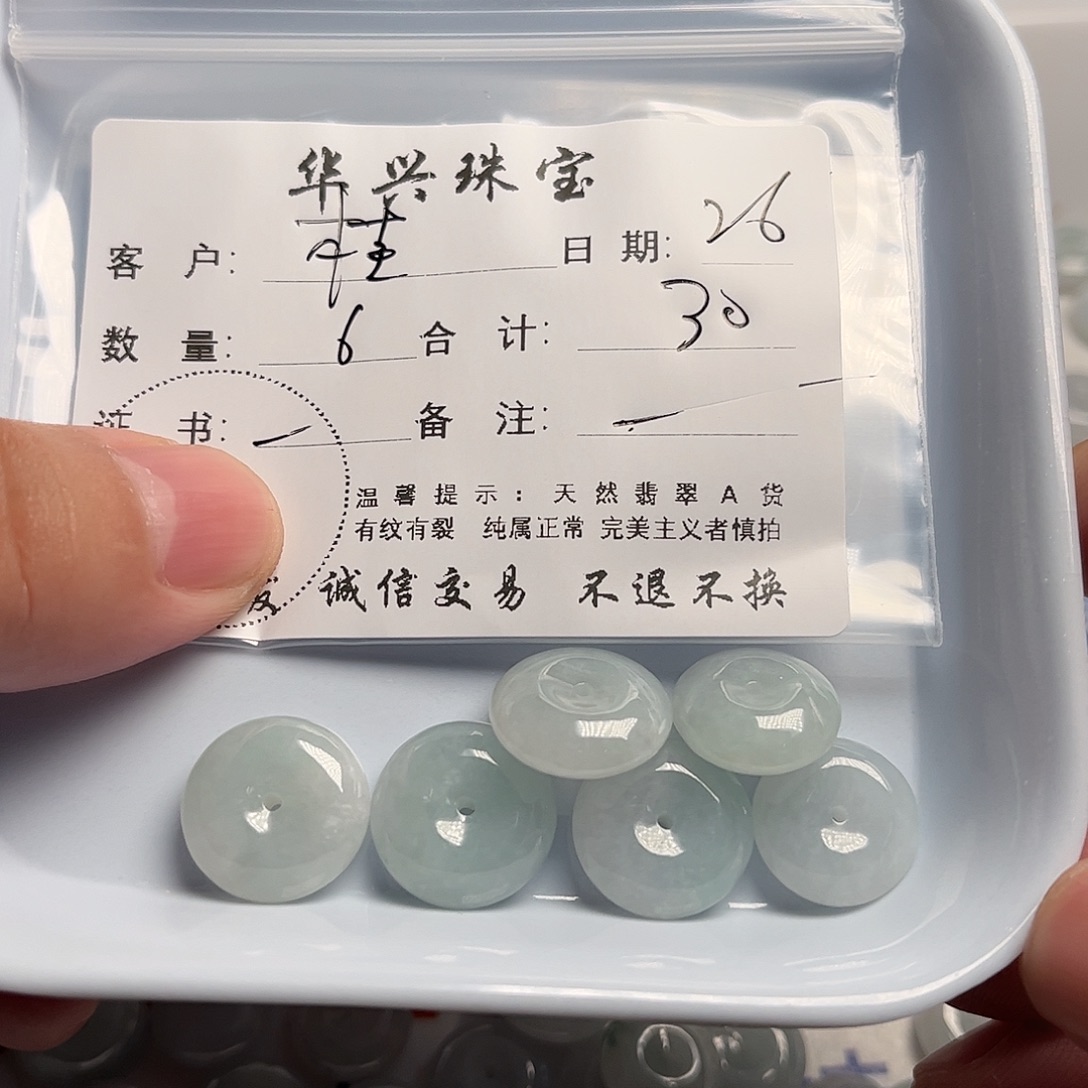 华兴珠宝
客 户: 桂 日 期: 26
数 量: 6 合 计: 30
证 书: 备 注:
温馨提示：天然翡翠A货
有纹有裂 纯属正常 完美主义者慎拍
诚信交易 不退不换